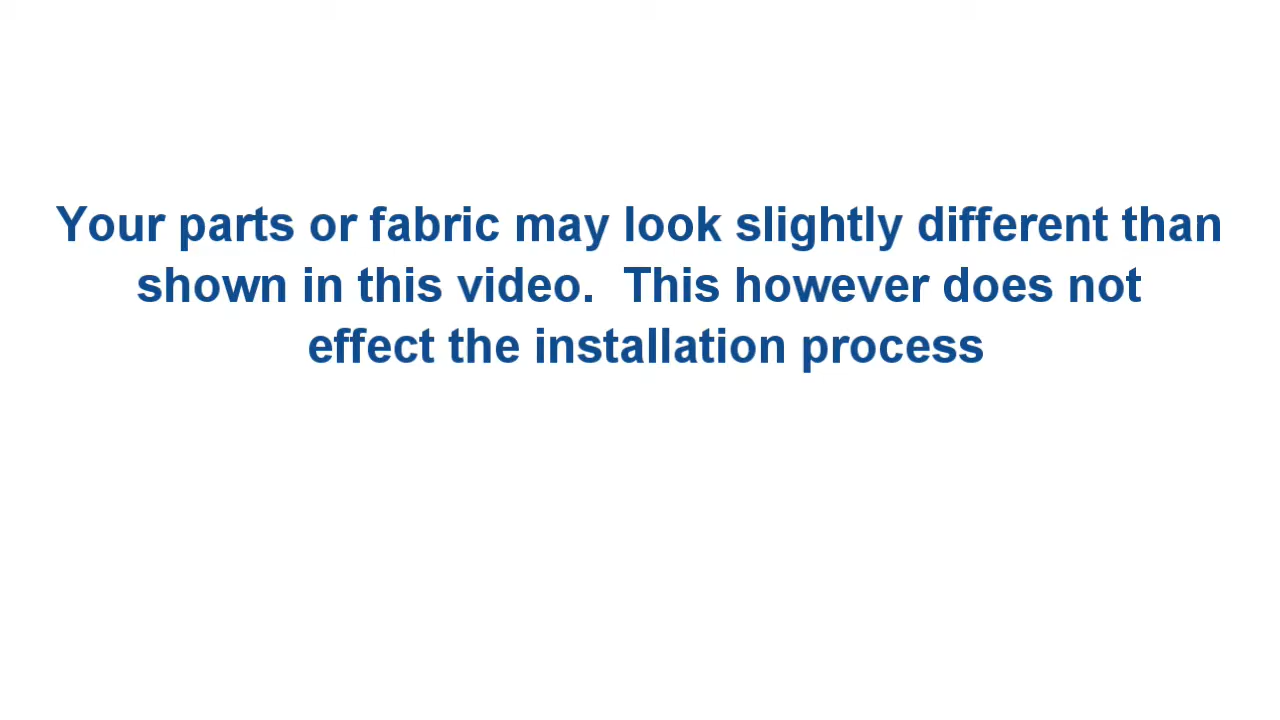 Your parts or fabric may look slightly different than
shown in this video.  This however does not
effect the installation process